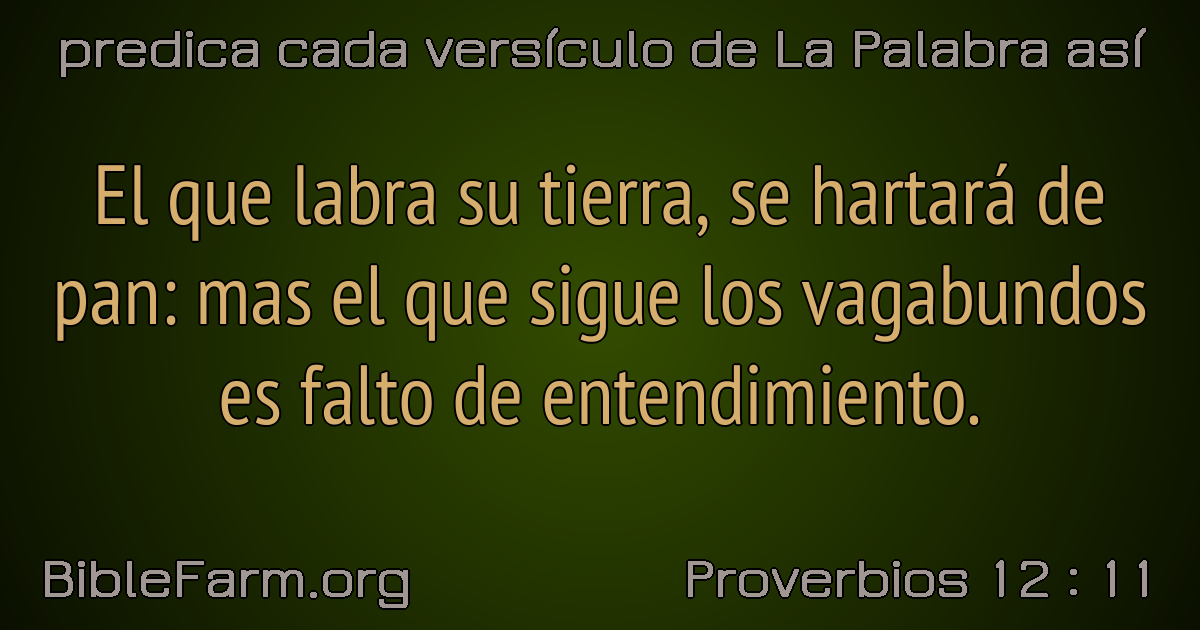 predica cada versículo de La Palabra así
El que labra su tierra, se hartará de
pan: mas el que sigue los vagabundos
es falto de entendimiento.
BibleFarm.org
Proverbios 12 : 11